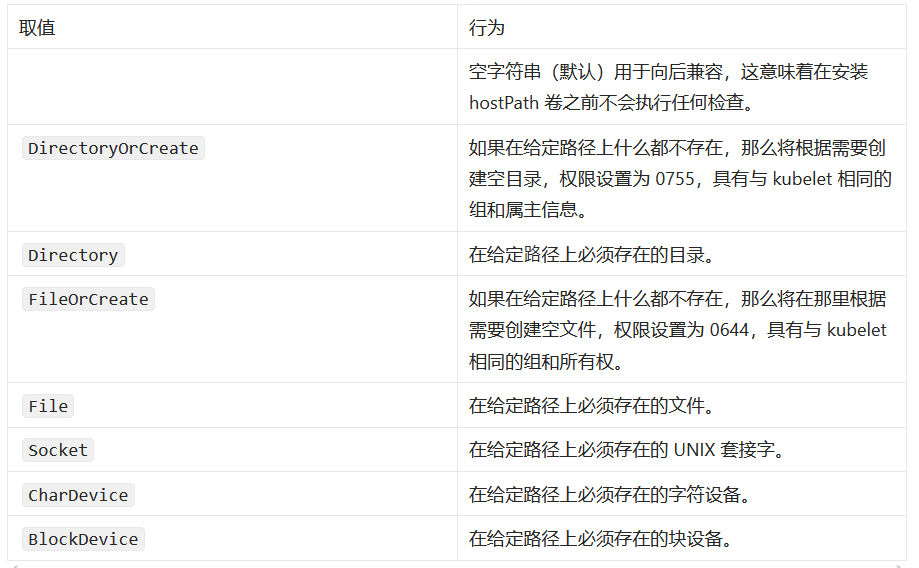 取值
行为
空字符串（默认）用于向后兼容，这意味着在安装
hostPath 卷之前不会执行任何检查。
DirectoryOrCreate
如果在给定路径上什么都不存在，那么将根据需要创
建空目录，权限设置为 0755，具有与 kubelet 相同的
组和属主信息。
Directory
在给定路径上必须存在的目录。
FileOrCreate
如果在给定路径上什么都不存在，那么将在那里根据
需要创建空文件，权限设置为 0644，具有与 kubelet
相同的组和所有权。
File
在给定路径上必须存在的文件。
Socket
在给定路径上必须存在的 UNIX 套接字。
CharDevice
在给定路径上必须存在的字符设备。
BlockDevice
在给定路径上必须存在的块设备。